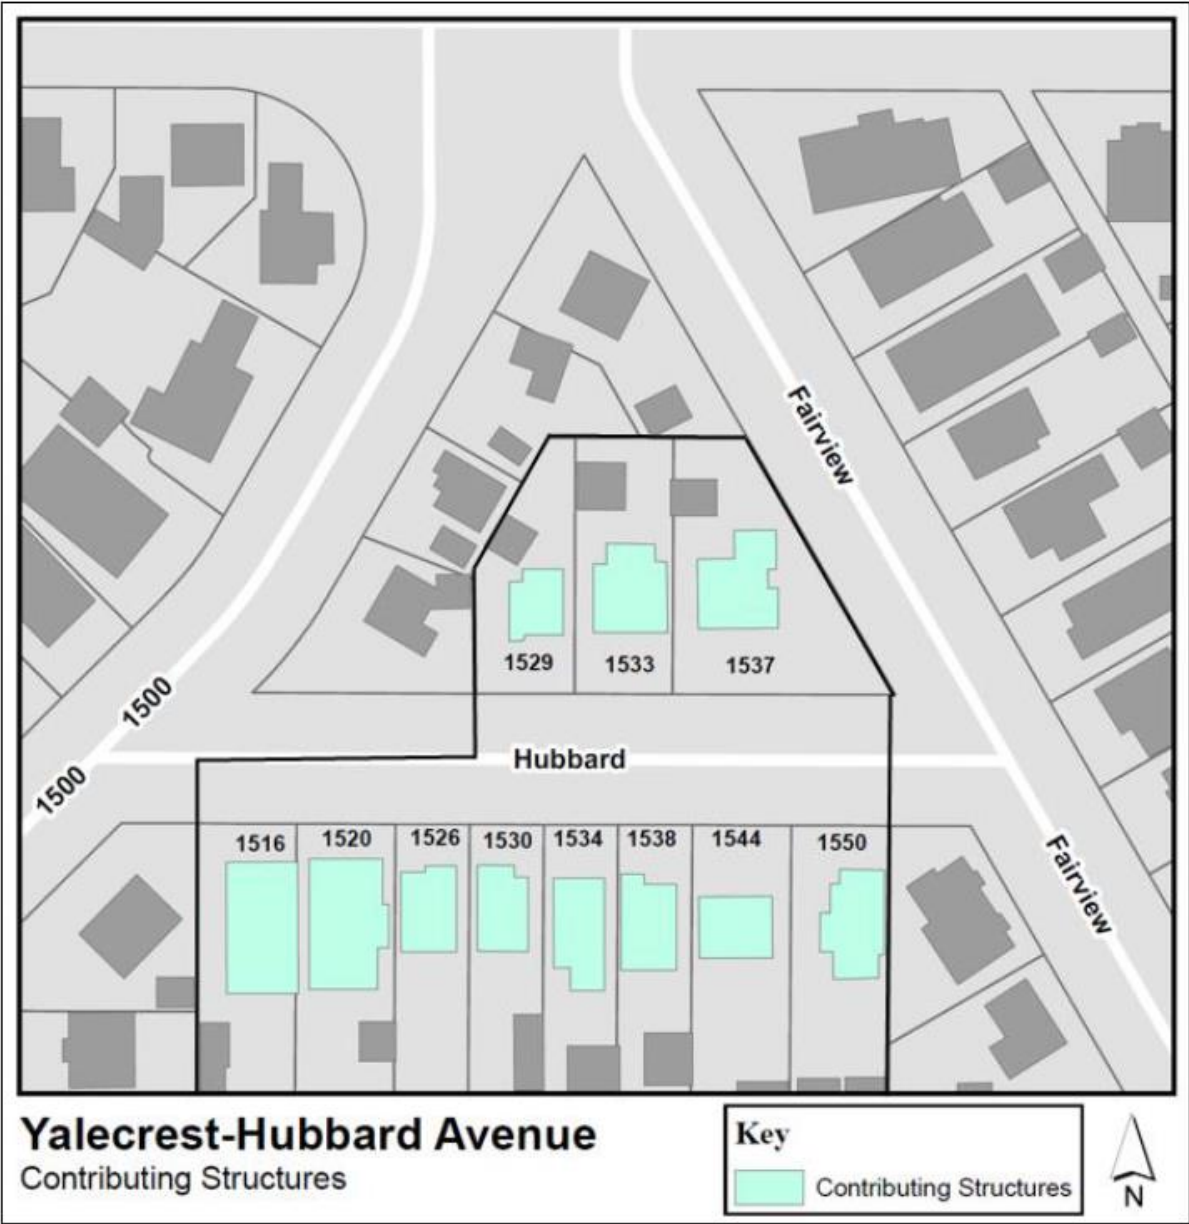 Fairview
1529
1533
1537
1500
Hubbard
1500
1516
1520
1526
1530
1534
1538
1544
1550
Fairview
Yalecrest-Hubbard Avenue
Contributing Structures
Key
Contributing Structures
N